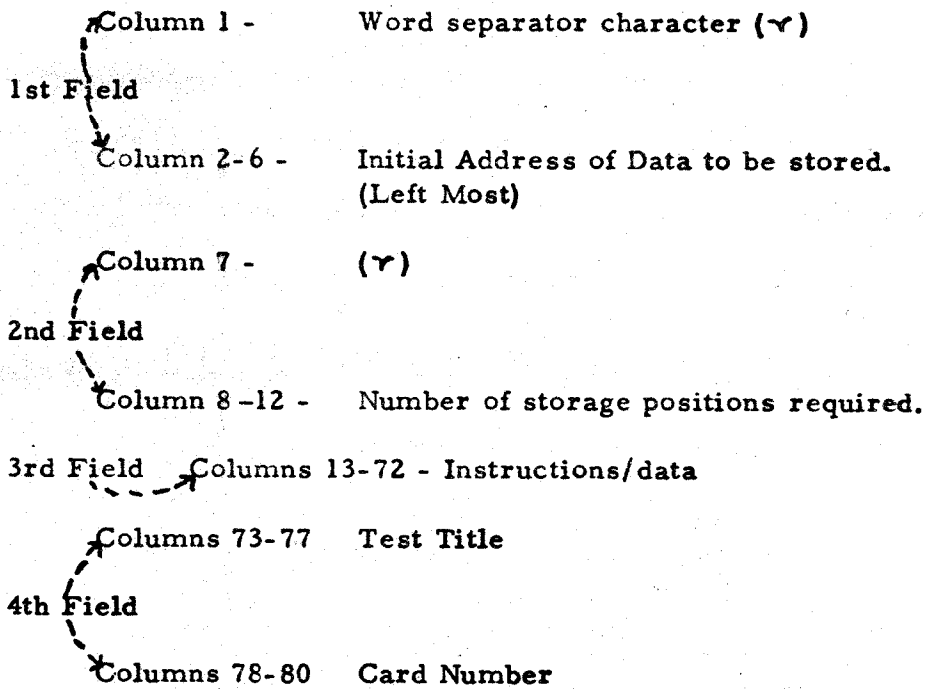 Column 1 - Word separator character (⌄)
1st Field
Column 2-6 - Initial Address of Data to be stored.
(Left Most)
Column 7 - (⌄)
2nd Field
Column 8-12 - Number of storage positions required.
3rd Field Columns 13-72 - Instructions/data
Columns 73-77 Test Title
4th Field
Columns 78-80 Card Number